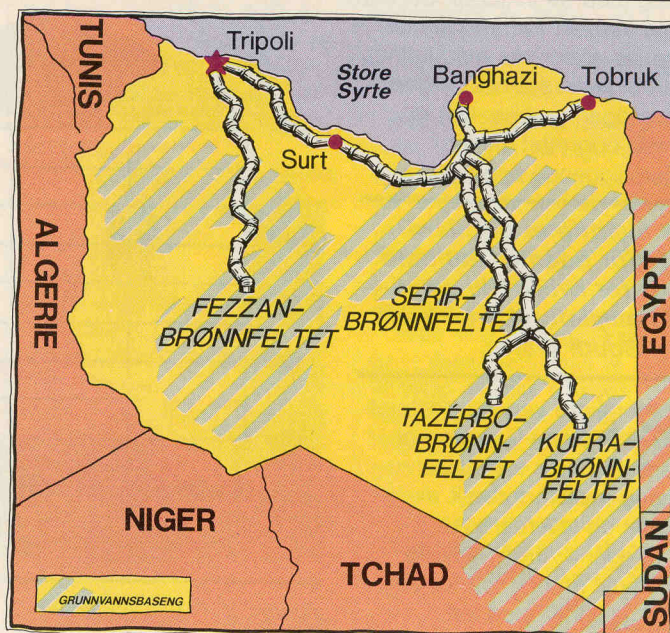 TUNIS
Tripoli
Store
Syrte
Banghazi
Tobruk
Surt
ALGERIE
EGYPT
FEZZAN–
BRØNNFELTET
SERIR-
BRØNNFELTET
TAZÉRBO-
BRØNN-
FELTET
KUFRA–
BRØNN-
FELTET
NIGER
TCHAD
SUDAN
GRUNNVANNSBASENG